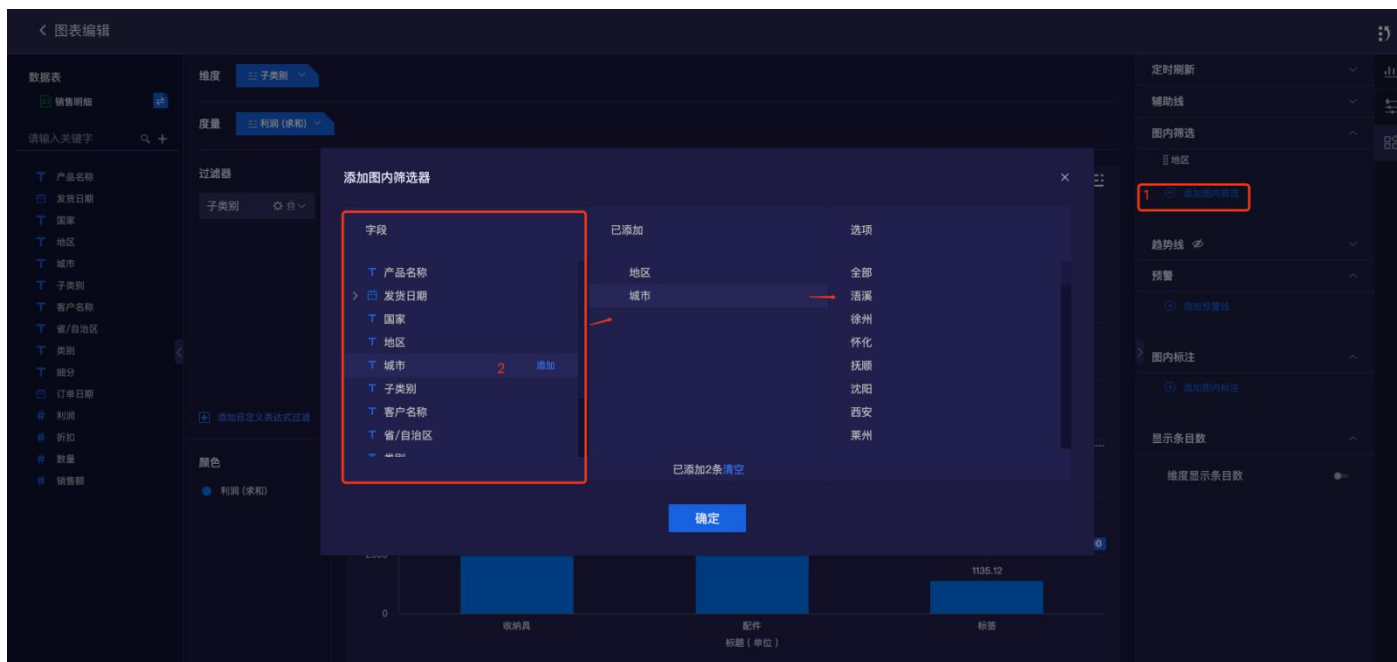 图表编辑
数据表
销售明细
请输入关键字
产品名称
发货日期
国家
地区
城市
子类别
客户名称
省/自治区
类别
细分
订单日期
利润
折扣
数量
销售额
维度
子类别
度量
利润 (求和)
过滤器
子类别
添加自定义表达式过滤
颜色
利润 (求和)
添加图内筛选器
字段
产品名称
发货日期
国家
地区
城市
2
添加
子类别
客户名称
省/自治区
已添加
地区
城市
已添加2条清空
选项
全部
浯溪
徐州
怀化
抚顺
沈阳
西安
莱州
确定
1135.12
0
收纳具
配件
标签
标题 ( 单位 )
定时刷新
辅助线
图内筛选
地区
1
添加图内筛选
趋势线
预警
添加预警线
图内标注
添加图内标注
显示条目数
维度显示条目数